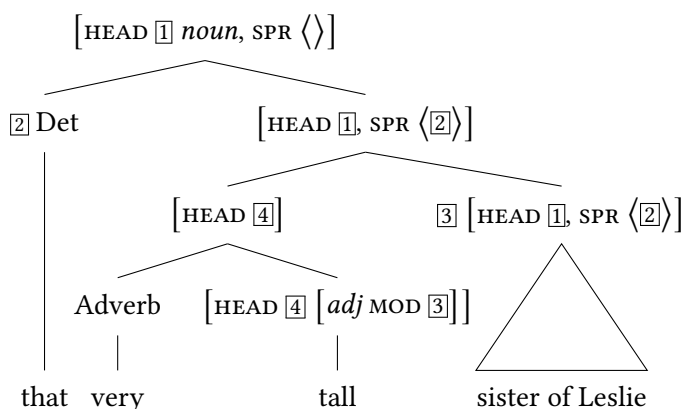 [HEAD 1 noun, SPR ⟨⟩]
2 Det [HEAD 1, SPR ⟨2⟩]
[HEAD 4] 3 [HEAD 1, SPR ⟨2⟩]
Adverb [HEAD 4 [adj MOD 3]]
that very tall sister of Leslie